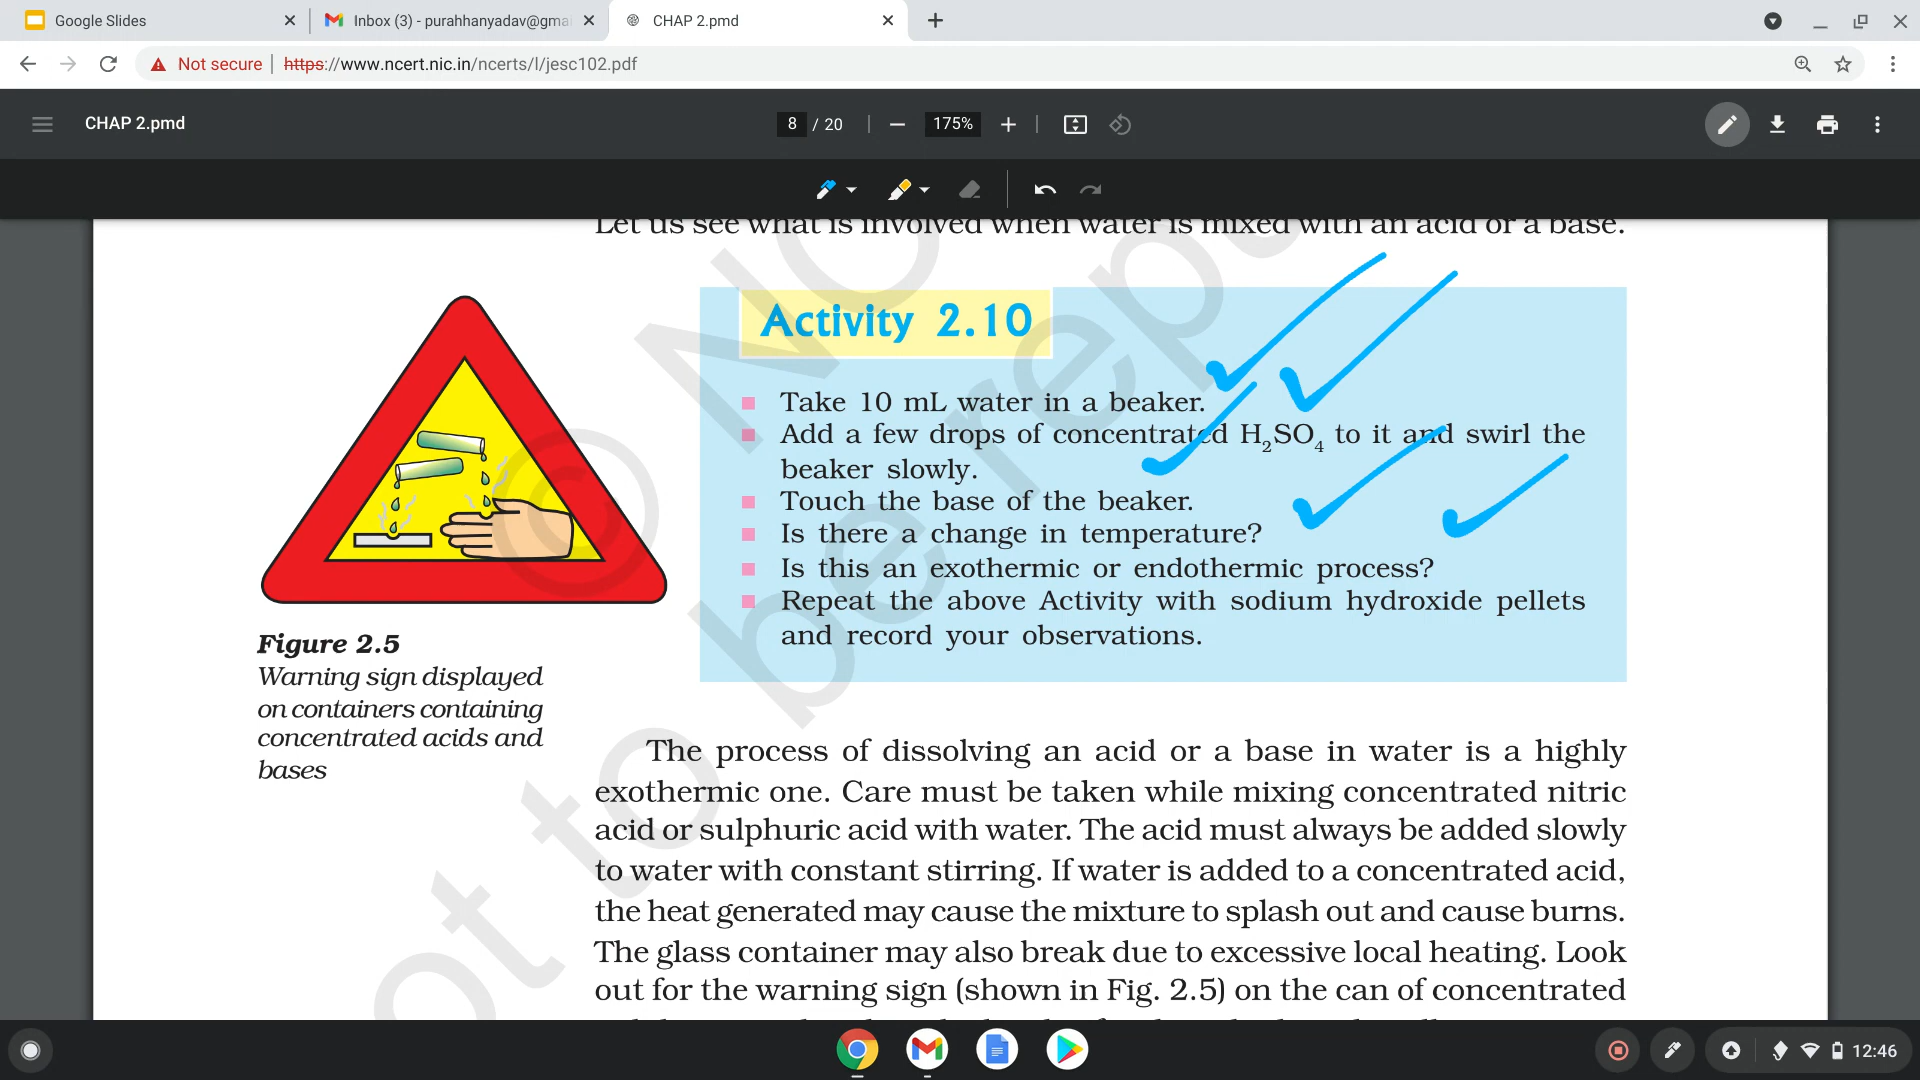 Google Slides
Inbox (3) - purahhanyadav@gma
CHAP 2.pmd
Not secure
https://www.ncert.nic.in/ncerts/l/jesc102.pdf
CHAP 2.pmd
8 / 20
175%
Let us see what is involved when water is mixed with an acid or a base.
Activity 2.10
Take 10 mL water in a beaker.
Add a few drops of concentrated H₂SO₄ to it and swirl the
beaker slowly.
Touch the base of the beaker.
Is there a change in temperature?
Is this an exothermic or endothermic process?
Repeat the above Activity with sodium hydroxide pellets
and record your observations.
Figure 2.5
Warning sign displayed
on containers containing
concentrated acids and
bases
The process of dissolving an acid or a base in water is a highly
exothermic one. Care must be taken while mixing concentrated nitric
acid or sulphuric acid with water. The acid must always be added slowly
to water with constant stirring. If water is added to a concentrated acid,
the heat generated may cause the mixture to splash out and cause burns.
The glass container may also break due to excessive local heating. Look
out for the warning sign (shown in Fig. 2.5) on the can of concentrated
12:46